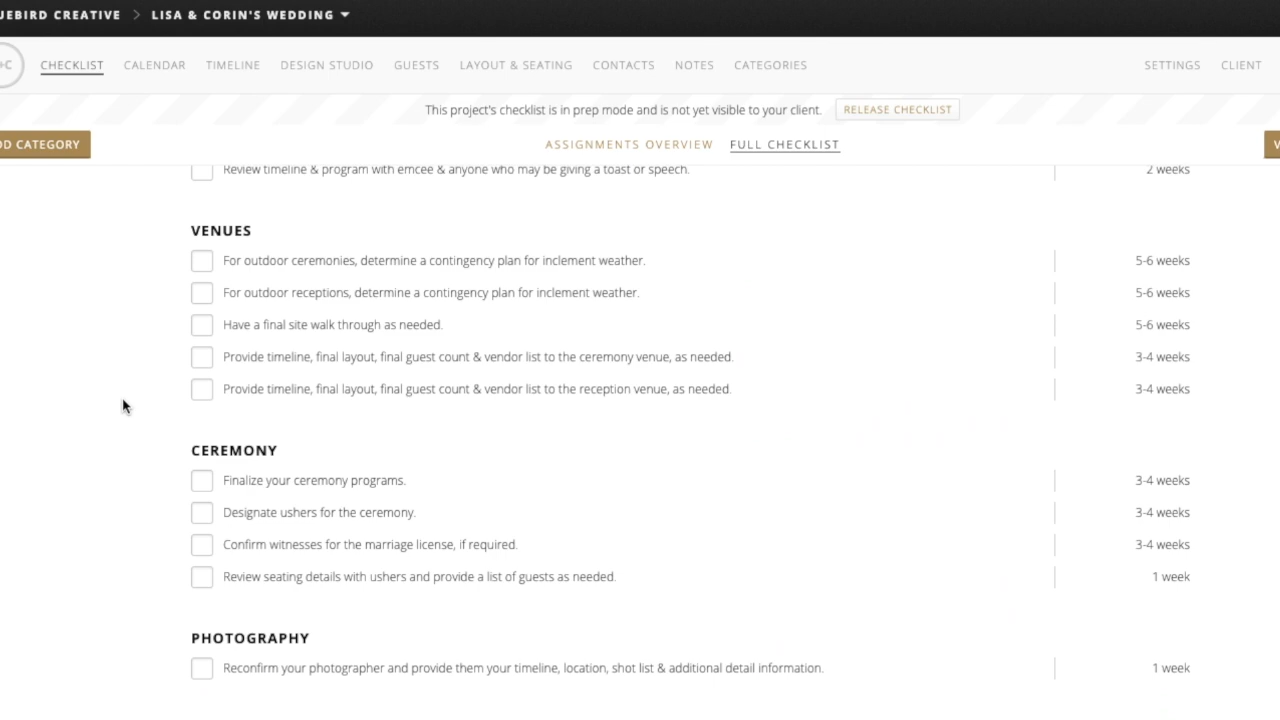 UEBIRD CREATIVE > LISA & CORIN'S WEDDING
+C CHECKLIST CALENDAR TIMELINE DESIGN STUDIO GUESTS LAYOUT & SEATING CONTACTS NOTES CATEGORIES SETTINGS CLIENT
This project's checklist is in prep mode and is not yet visible to your client. RELEASE CHECKLIST
DD CATEGORY ASSIGNMENTS OVERVIEW FULL CHECKLIST V
Review timeline & program with emcee & anyone who may be giving a toast or speech. 2 weeks
VENUES
For outdoor ceremonies, determine a contingency plan for inclement weather. 5-6 weeks
For outdoor receptions, determine a contingency plan for inclement weather. 5-6 weeks
Have a final site walk through as needed. 5-6 weeks
Provide timeline, final layout, final guest count & vendor list to the ceremony venue, as needed. 3-4 weeks
Provide timeline, final layout, final guest count & vendor list to the reception venue, as needed. 3-4 weeks
CEREMONY
Finalize your ceremony programs. 3-4 weeks
Designate ushers for the ceremony. 3-4 weeks
Confirm witnesses for the marriage license, if required. 3-4 weeks
Review seating details with ushers and provide a list of guests as needed. 1 week
PHOTOGRAPHY
Reconfirm your photographer and provide them your timeline, location, shot list & additional detail information. 1 week